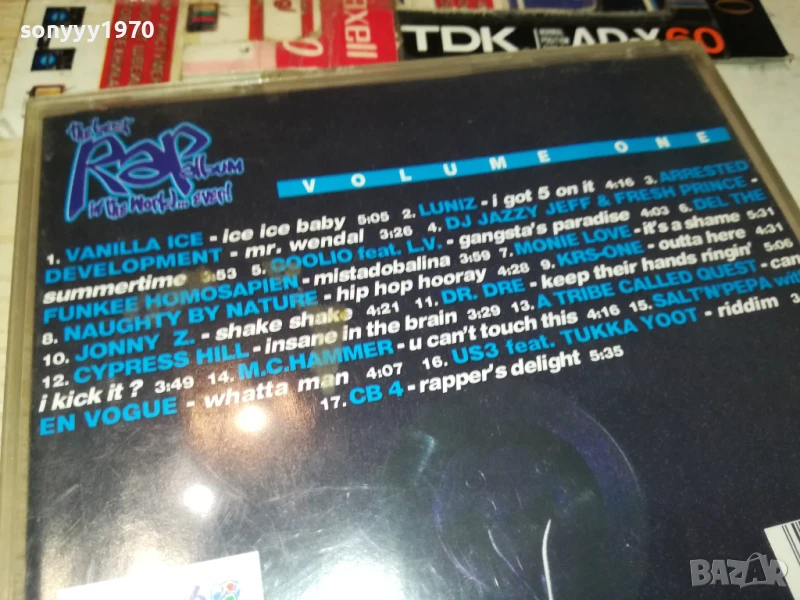 sonyyy1970
maxell
TDK AD-X60
the best
Rap album
in the world... ever!
VOLUME ONE
1. VANILLA ICE - ice ice baby 5:05 2. LUNIZ - i got 5 on it 4:16 3. ARRESTED
DEVELOPMENT - mr. wendal 3:26 4. DJ JAZZY JEFF & FRESH PRINCE -
summertime 3:53 5. COOLIO feat. L.V. - gangsta's paradise 4:03 6. DEL THE
FUNKEE HOMOSAPIEN - mistadobalina 3:59 7. MONIE LOVE - it's a shame 5:31
8. NAUGHTY BY NATURE - hip hop hooray 4:28 9. KRS-ONE - outta here 4:31
10. JONNY Z. - shake shake 4:21 11. DR. DRE - keep their hands ringin' 5:06
12. CYPRESS HILL - insane in the brain 3:29 13. A TRIBE CALLED QUEST - can
i kick it ? 3:49 14. M.C.HAMMER - u can't touch this 4:16 15. SALT'N'PEPA with
EN VOGUE - whatta man 4:07 16. US3 feat. TUKKA YOOT - riddim 3
17. CB 4 - rapper's delight 5:35
BAZAR